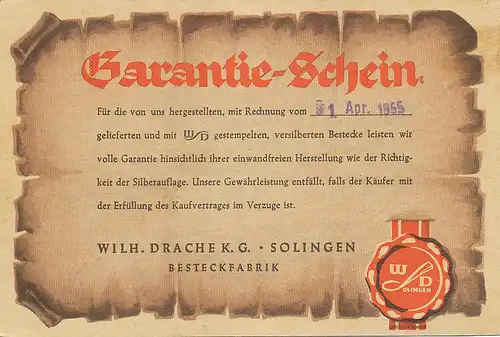 Garantie-Schein
Für die von uns hergestellten, mit Rechnung vom 1 Apr. 1955
gelieferten und mit WD gestempelten, versilberten Bestecke leisten wir
volle Garantie hinsichtlich ihrer einwandfreien Herstellung wie der Richtig-
keit der Silberauflage. Unsere Gewährleistung entfällt, falls der Käufer mit
der Erfüllung des Kaufvertrages im Verzuge ist.
WILH. DRACHE K. G. · SOLINGEN
BESTECKFABRIK
W D
SOLINGEN